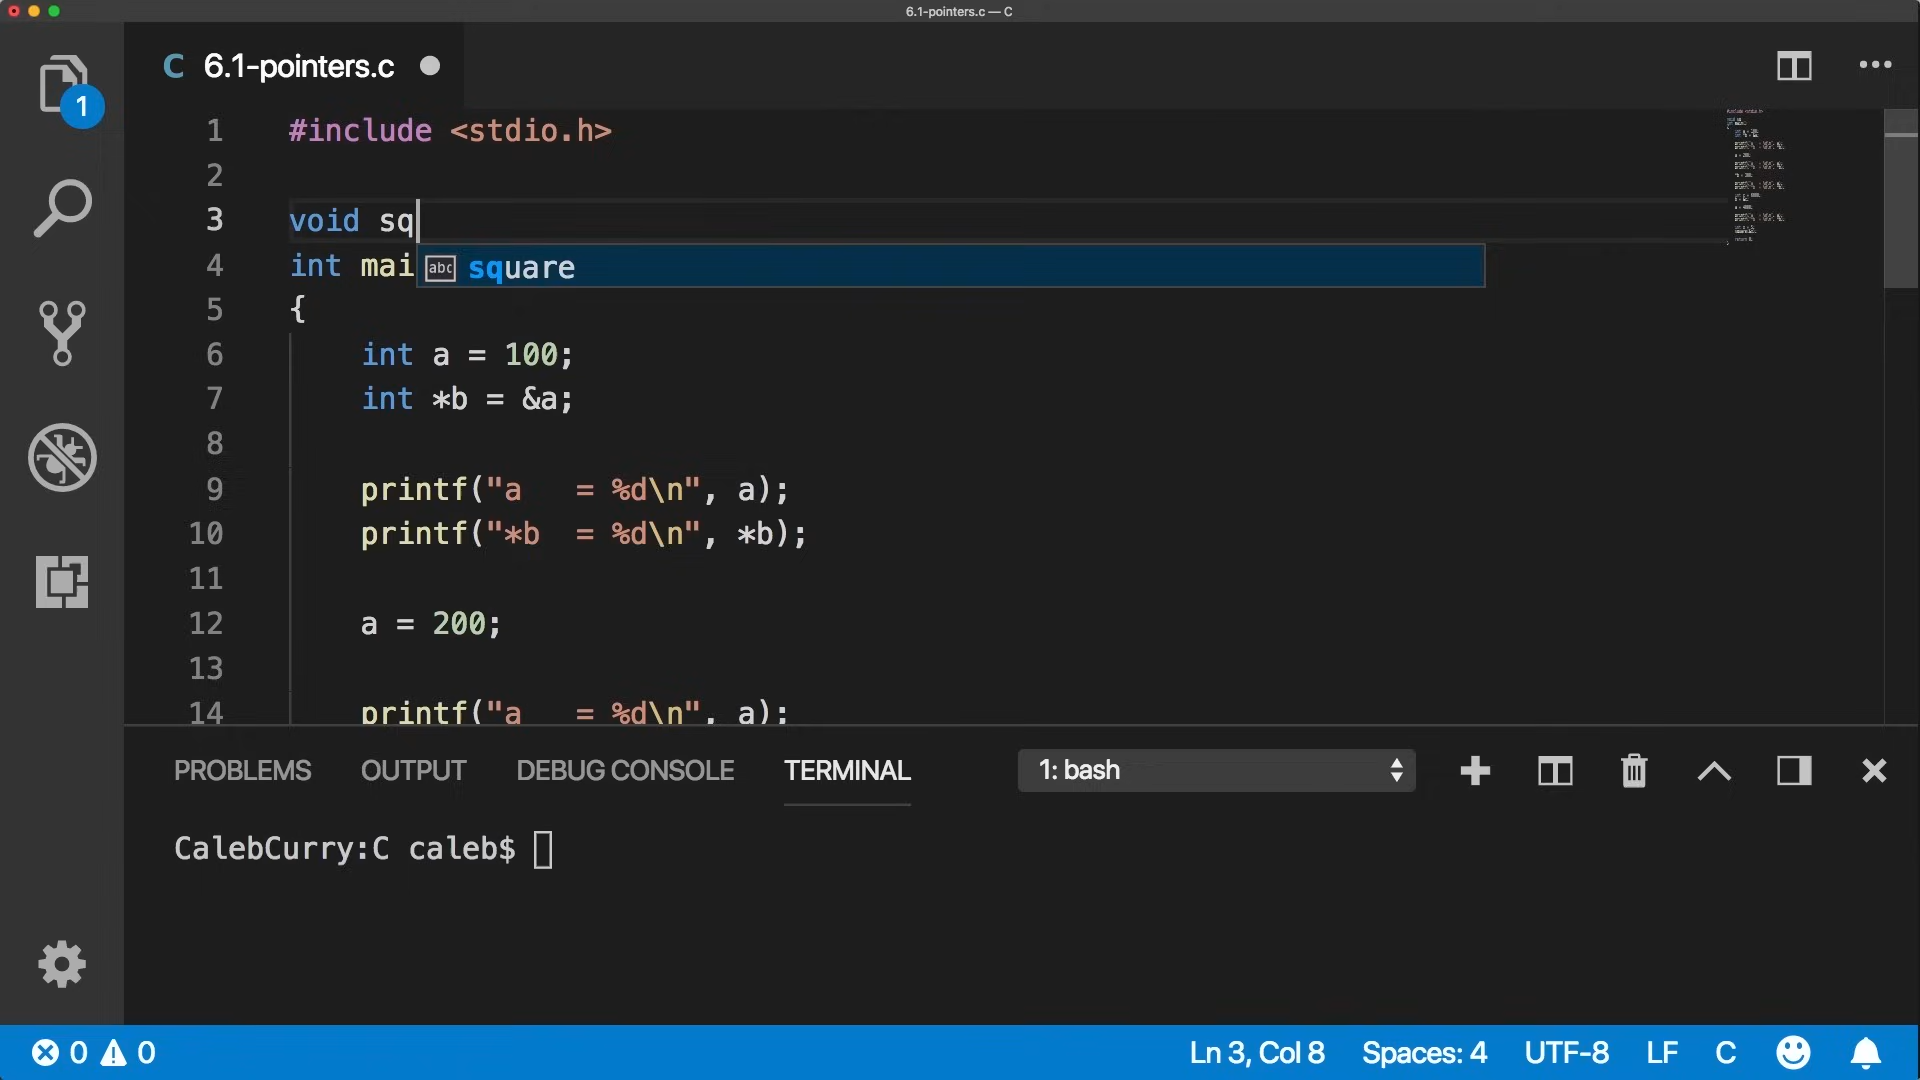 6.1-pointers.c — C
C 6.1-pointers.c
1
1 #include <stdio.h>
2
3 void sq
abc square
4 int mai
5 {
6 int a = 100;
7 int *b = &a;
8
9 printf("a   = %d\n", a);
10 printf("*b  = %d\n", *b);
11
12 a = 200;
13
14 printf("a   = %d\n", a);
PROBLEMS OUTPUT DEBUG CONSOLE TERMINAL 1: bash
CalebCurry:C caleb$
0 0 Ln 3, Col 8 Spaces: 4 UTF-8 LF C